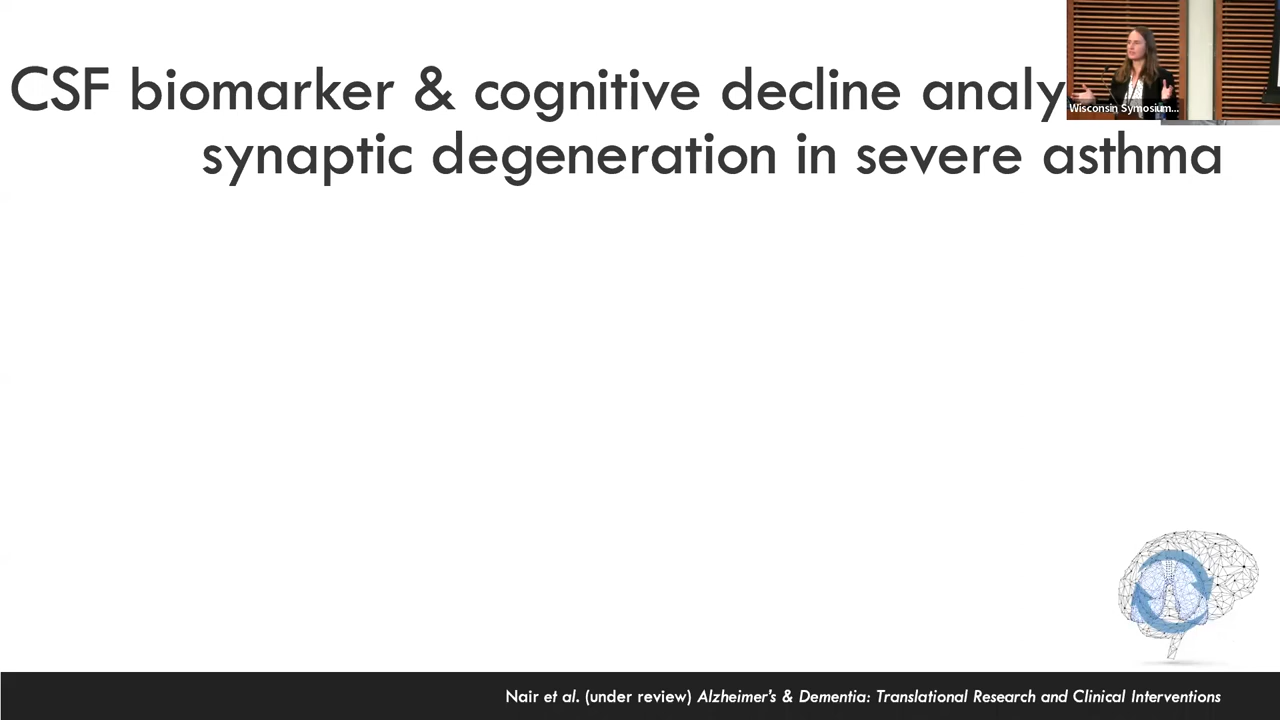 CSF biomarker & cognitive decline analy
synaptic degeneration in severe asthma
Wisconsin Symposium...
Nair et al. (under review) Alzheimer's & Dementia: Translational Research and Clinical Interventions